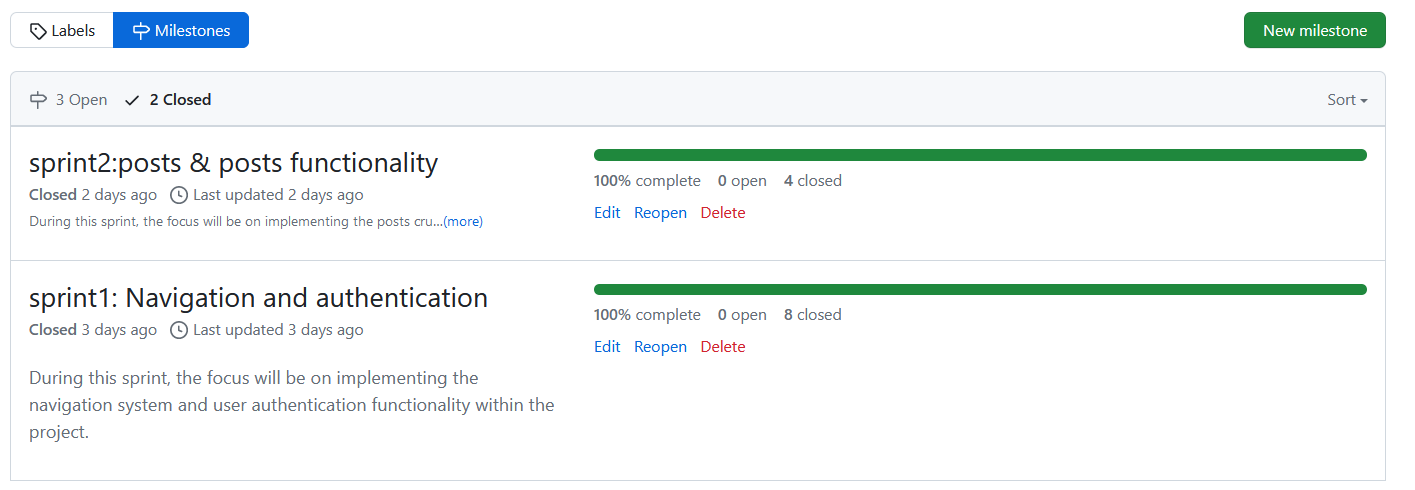 Labels Milestones New milestone
3 Open 2 Closed Sort
sprint2:posts & posts functionality
Closed 2 days ago Last updated 2 days ago
During this sprint, the focus will be on implementing the posts cru...(more)
100% complete 0 open 4 closed
Edit Reopen Delete
sprint1: Navigation and authentication
Closed 3 days ago Last updated 3 days ago
During this sprint, the focus will be on implementing the
navigation system and user authentication functionality within the
project.
100% complete 0 open 8 closed
Edit Reopen Delete